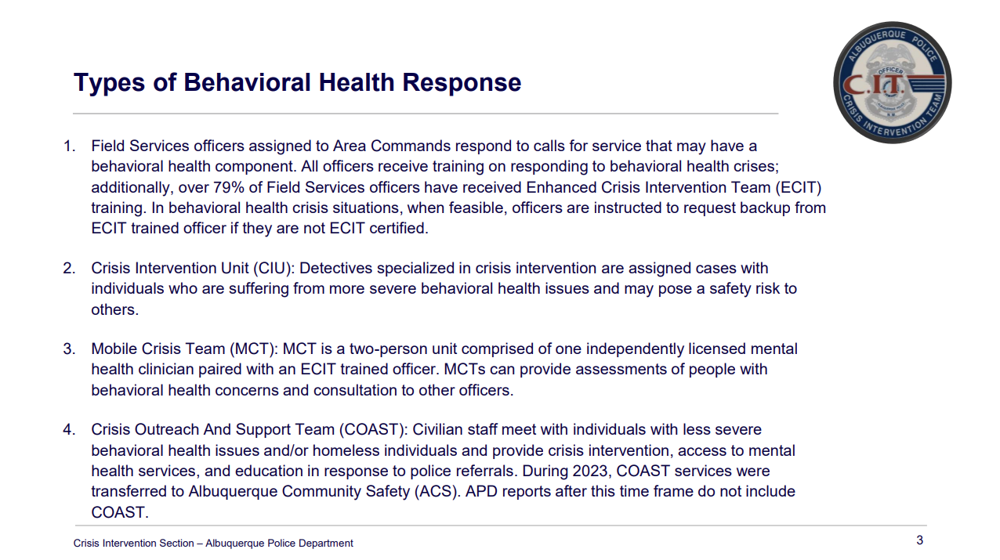 Types of Behavioral Health Response
ALBUQUERQUE POLICE
OFFICER
C.I.T.
CRISIS INTERVENTION TEAM
1. Field Services officers assigned to Area Commands respond to calls for service that may have a
behavioral health component. All officers receive training on responding to behavioral health crises;
additionally, over 79% of Field Services officers have received Enhanced Crisis Intervention Team (ECIT)
training. In behavioral health crisis situations, when feasible, officers are instructed to request backup from
ECIT trained officer if they are not ECIT certified.
2. Crisis Intervention Unit (CIU): Detectives specialized in crisis intervention are assigned cases with
individuals who are suffering from more severe behavioral health issues and may pose a safety risk to
others.
3. Mobile Crisis Team (MCT): MCT is a two-person unit comprised of one independently licensed mental
health clinician paired with an ECIT trained officer. MCTs can provide assessments of people with
behavioral health concerns and consultation to other officers.
4. Crisis Outreach And Support Team (COAST): Civilian staff meet with individuals with less severe
behavioral health issues and/or homeless individuals and provide crisis intervention, access to mental
health services, and education in response to police referrals. During 2023, COAST services were
transferred to Albuquerque Community Safety (ACS). APD reports after this time frame do not include
COAST.
Crisis Intervention Section – Albuquerque Police Department
3